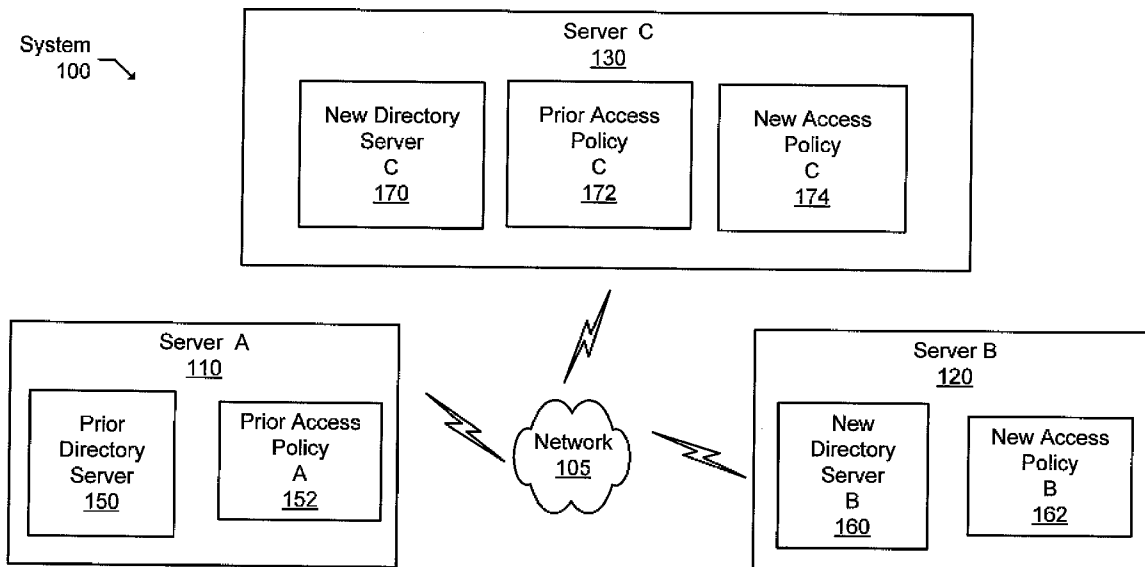 System
100
Server C
130
New Directory
Server
C
170
Prior Access
Policy
C
172
New Access
Policy
C
174
Server A
110
Prior
Directory
Server
150
Prior Access
Policy
A
152
Network
105
Server B
120
New
Directory
Server
B
160
New Access
Policy
B
162